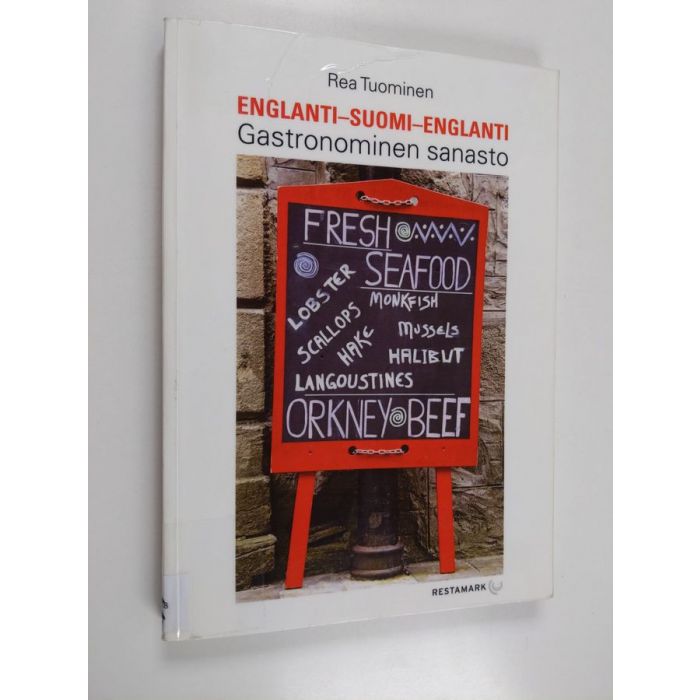 Rea Tuominen
ENGLANTI–SUOMI–ENGLANTI
Gastronominen sanasto
FRESH
SEAFOOD
LOBSTER
MONKFISH
SCALLOPS
MUSSELS
HAKE
HALIBUT
LANGOUSTINES
ORKNEY BEEF
RESTAMARK